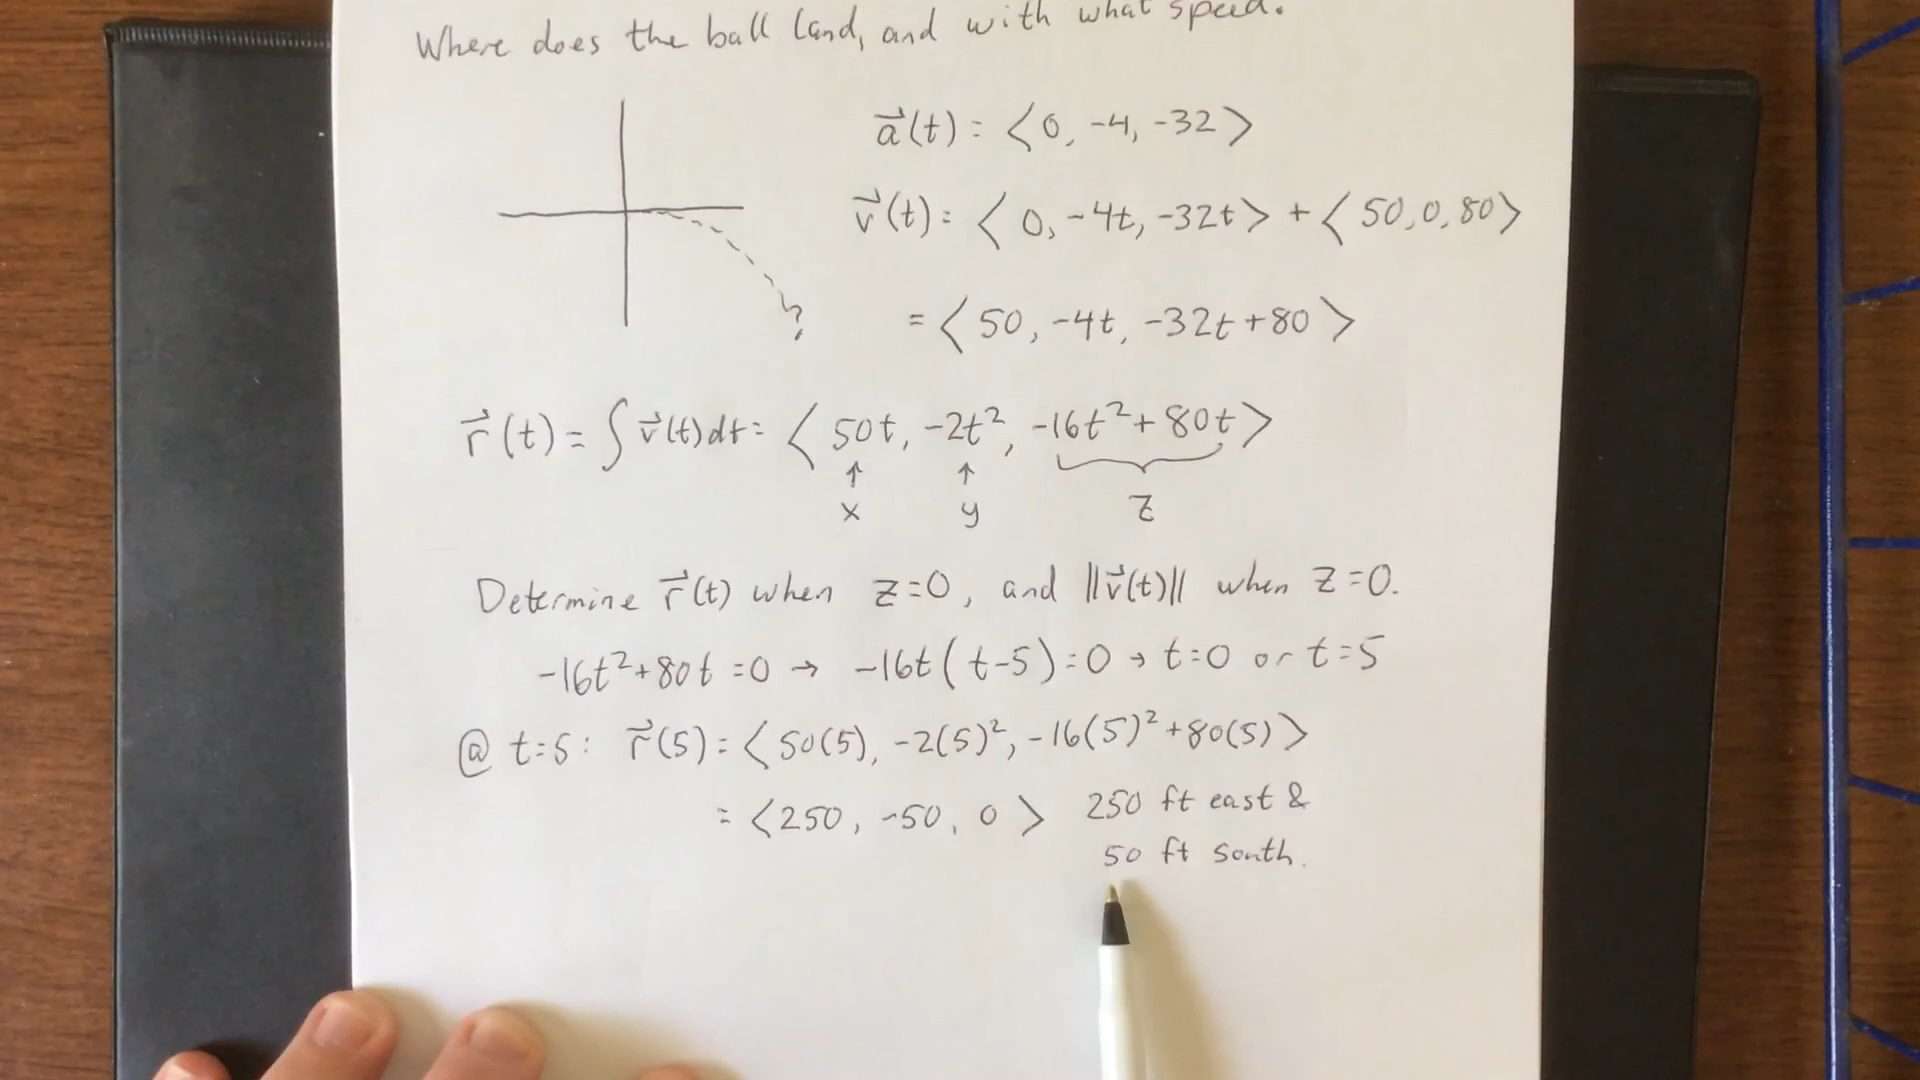 Where does the ball land, and with what speed.
a⃗(t) = ⟨0, -4, -32⟩
v⃗(t) = ⟨0, -4t, -32t⟩ + ⟨50, 0, 80⟩
= ⟨50, -4t, -32t+80⟩
?
r⃗(t) = ∫ v⃗(t)dt = ⟨50t, -2t², -16t²+80t⟩
↑ ↑
x y z
Determine r⃗(t) when z=0, and ||v⃗(t)|| when z=0.
-16t²+80t=0 → -16t(t-5)=0 → t=0 or t=5
@ t=5: r⃗(5) = ⟨50(5), -2(5)², -16(5)²+80(5)⟩
= ⟨250, -50, 0⟩ 250 ft east &
50 ft south.